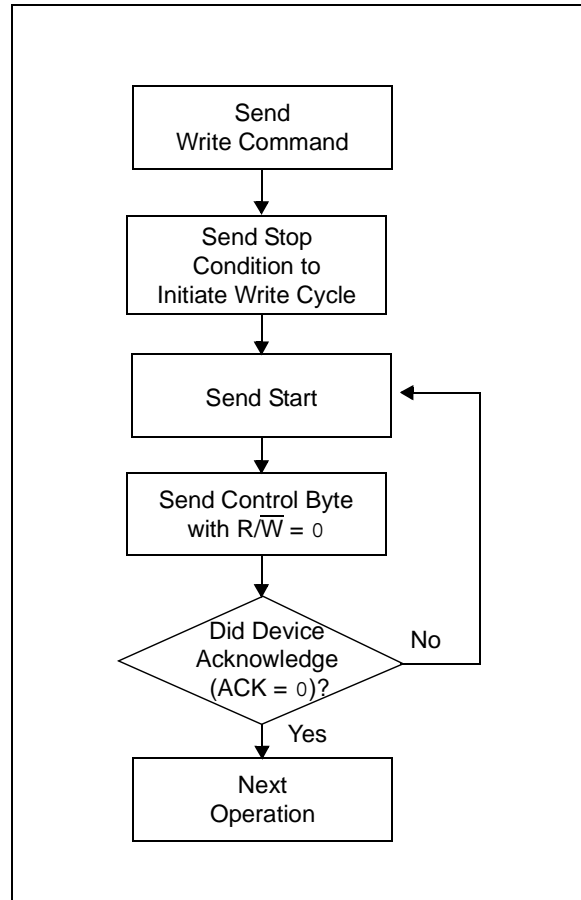 Send
Write Command
Send Stop
Condition to
Initiate Write Cycle
Send Start
Send Control Byte
with R/W̅ = 0
Did Device
Acknowledge
(ACK = 0)?
No
Yes
Next
Operation